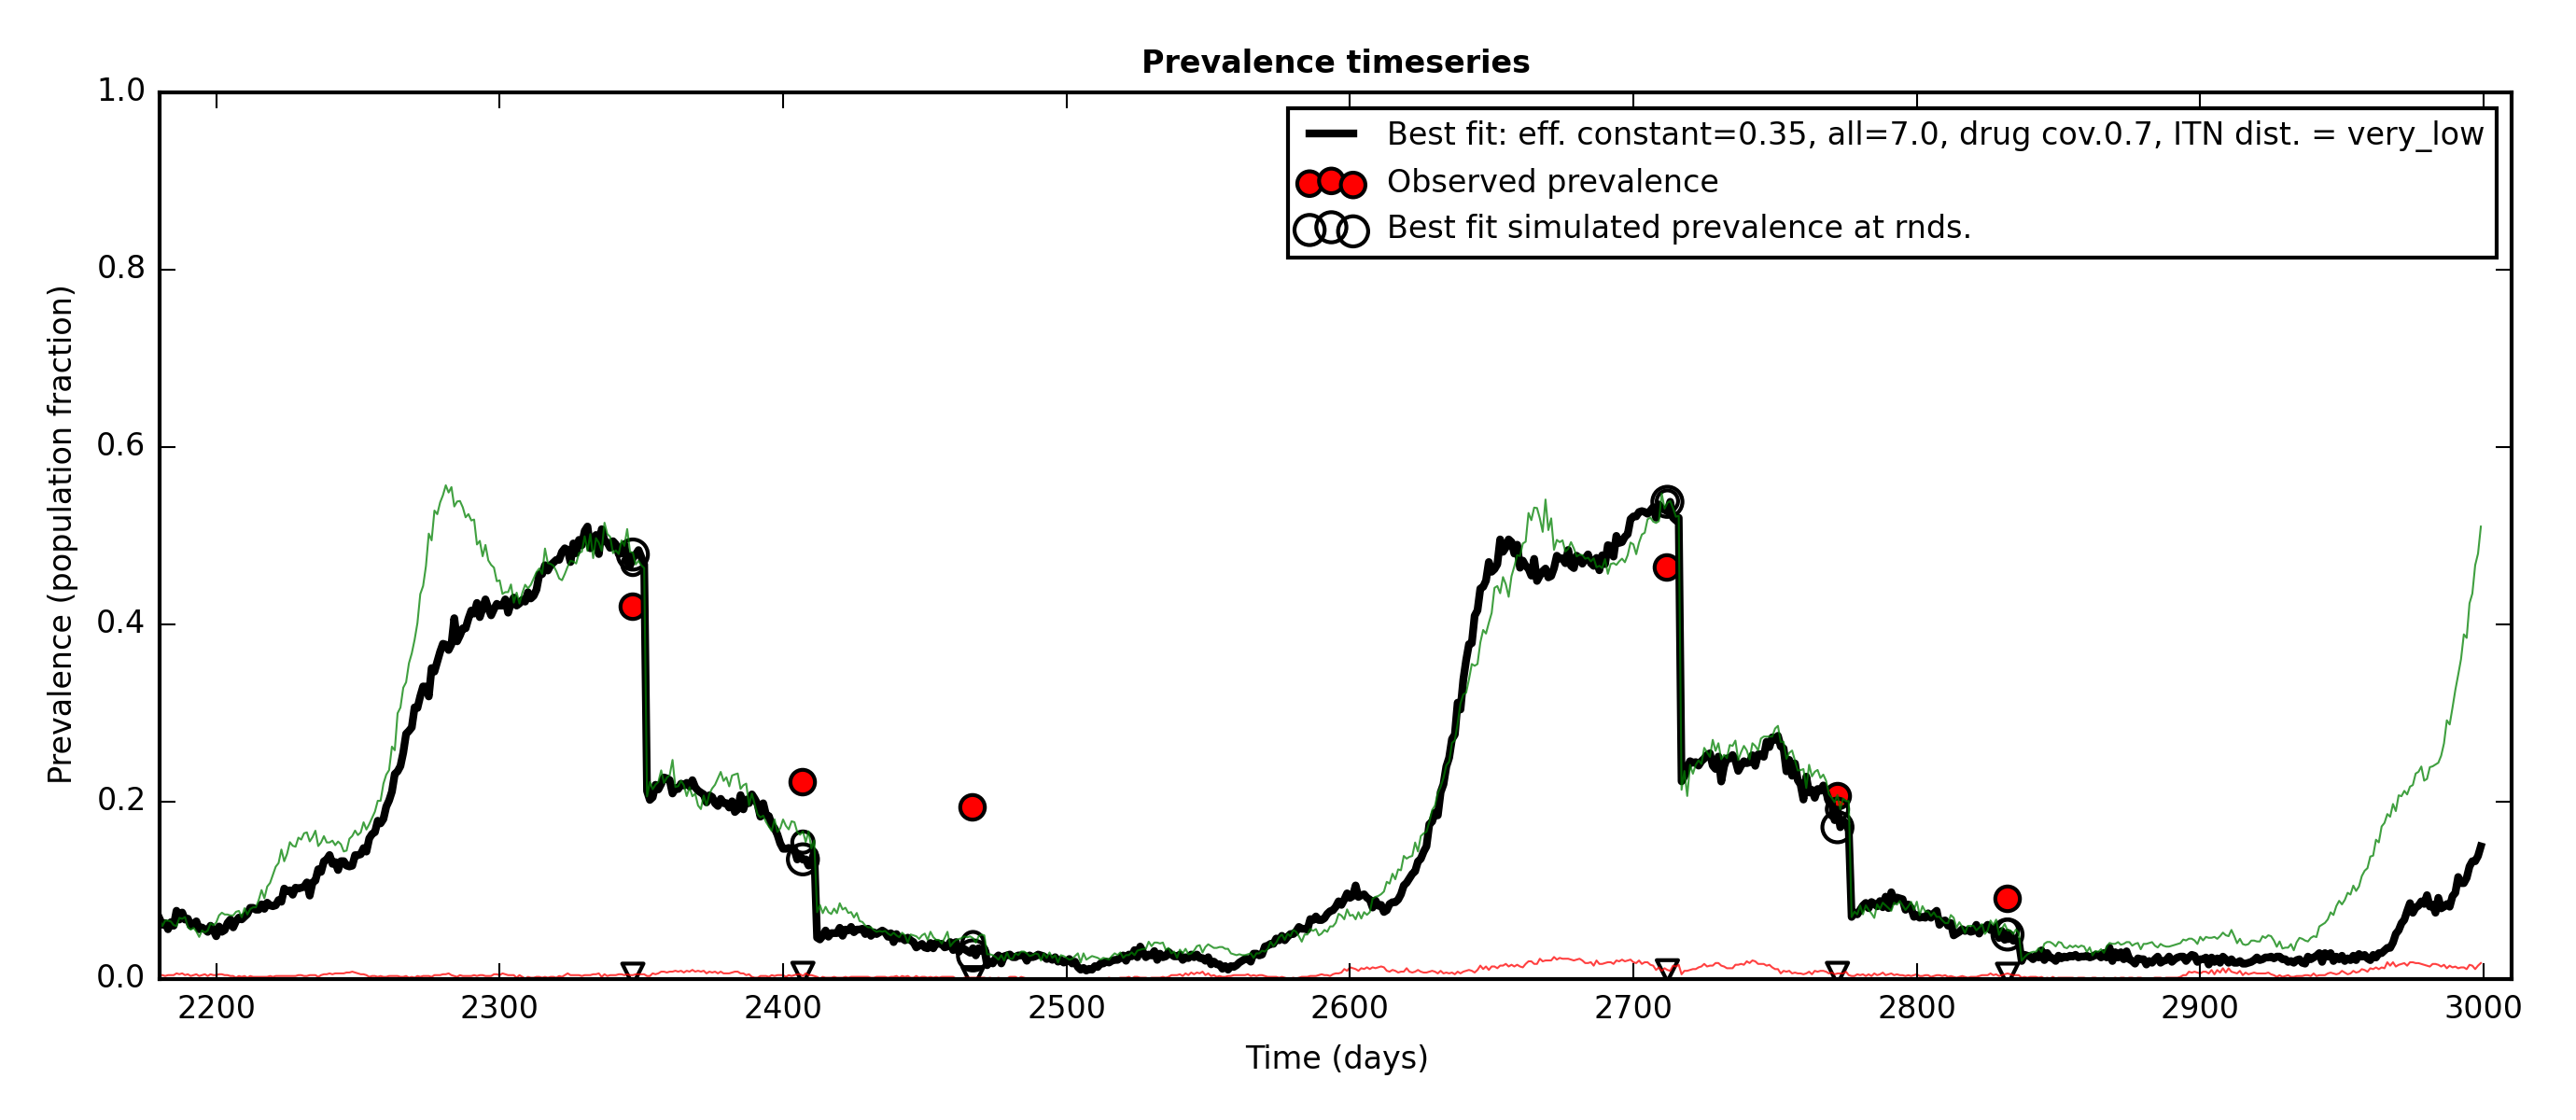 Prevalence timeseries
Best fit: eff. constant=0.35, all=7.0, drug cov.0.7, ITN dist. = very_low
Observed prevalence
Best fit simulated prevalence at rnds.
Prevalence (population fraction)
1.0
0.8
0.6
0.4
0.2
0.0
2200 2300 2400 2500 2600 2700 2800 2900 3000
Time (days)